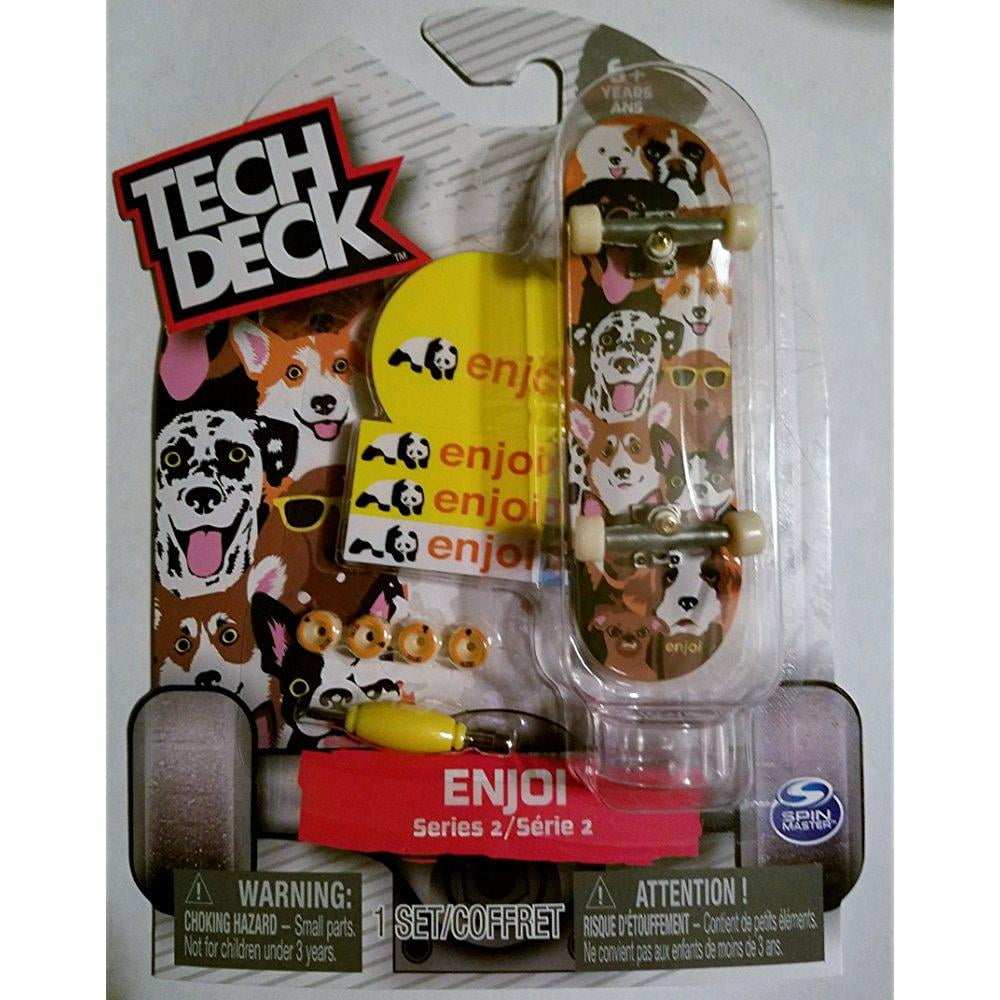 TECH
DECK™
6+
YEARS
ANS
enjoi
enjoi
enjoi
enjoi
enjoi
ENJOI
Series 2/Série 2
SPIN
MASTER™
WARNING:
CHOKING HAZARD – Small parts.
Not for children under 3 years.
1 SET/COFFRET
ATTENTION !
RISQUE D'ÉTOUFFEMENT – Contient de petits éléments.
Ne convient pas aux enfants de moins de 3 ans.